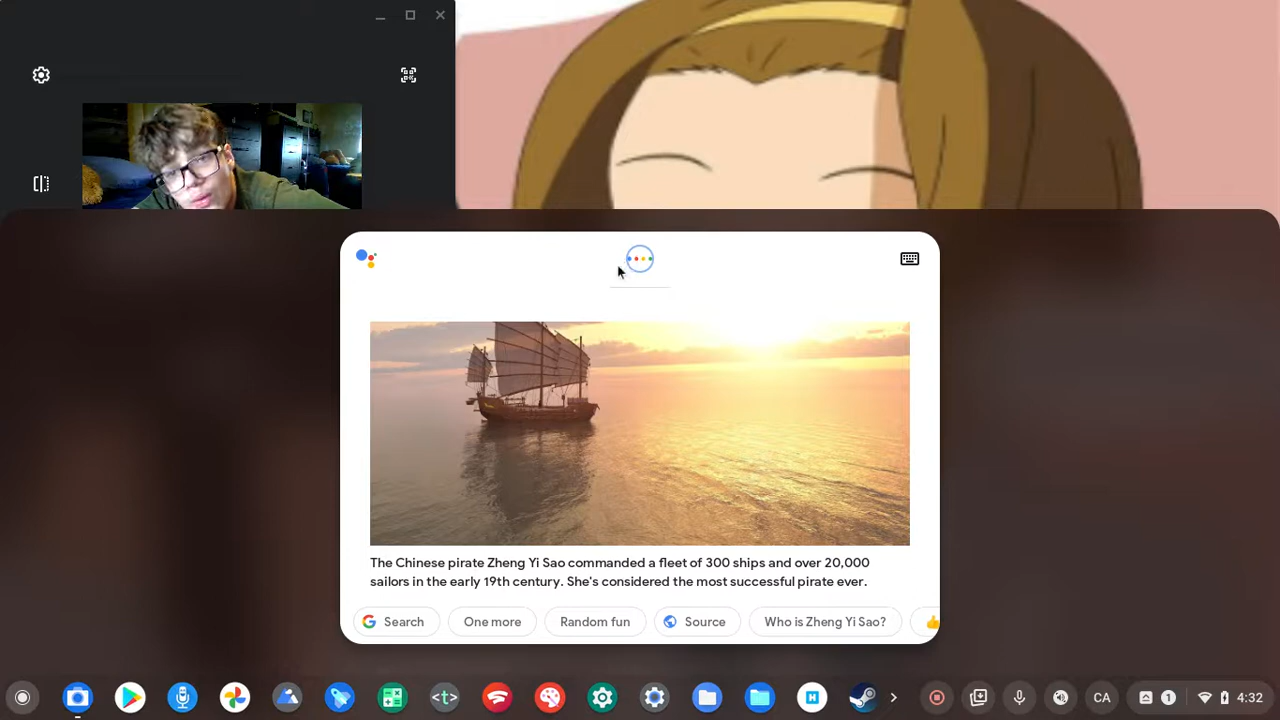 The Chinese pirate Zheng Yi Sao commanded a fleet of 300 ships and over 20,000
sailors in the early 19th century. She's considered the most successful pirate ever.
Search
One more
Random fun
Source
Who is Zheng Yi Sao?
<t>
H
CA
1
4:32